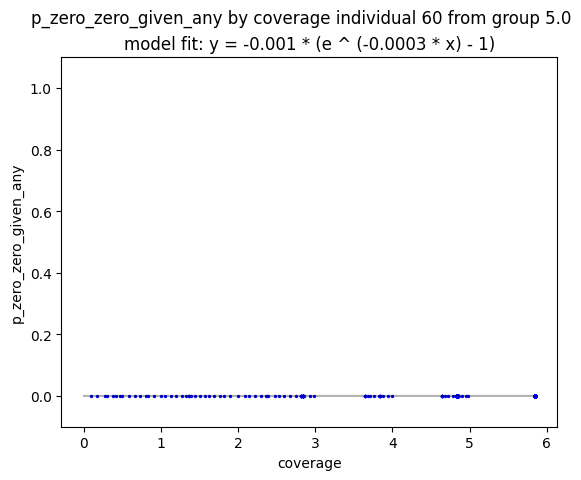 p_zero_zero_given_any by coverage individual 60 from group 5.0
model fit: y = -0.001 * (e ^ (-0.0003 * x) - 1)
1.0
0.8
0.6
0.4
0.2
0.0
p_zero_zero_given_any
0 1 2 3 4 5 6
coverage